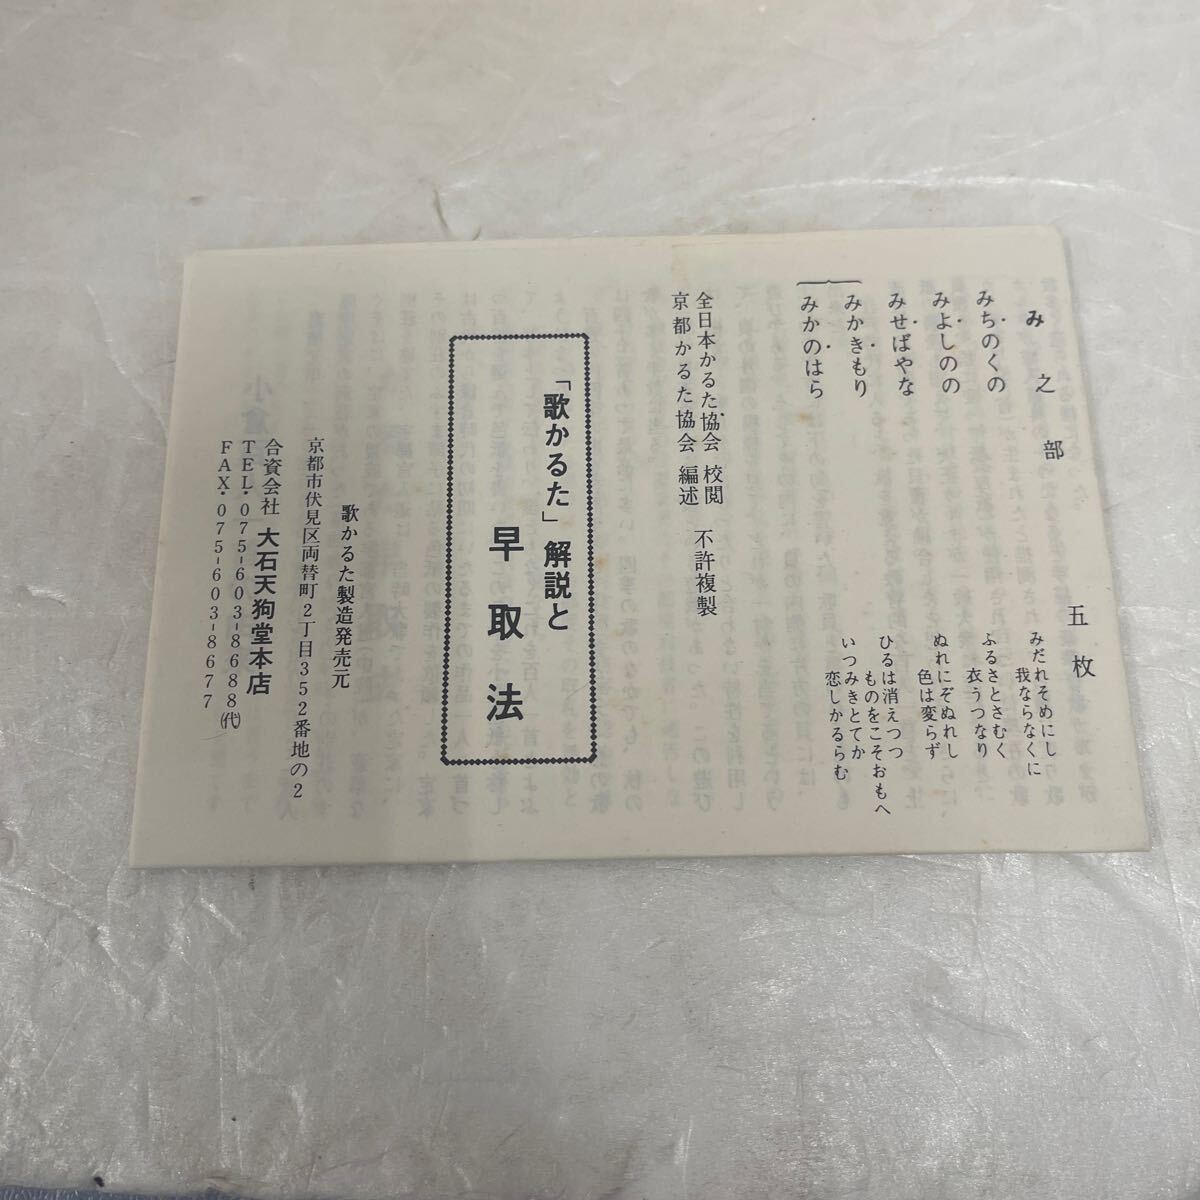 み之部 五枚
みちのくの みだれそめにし
我ならなくに
みよしのの ふるさとさむく
衣うつなり
みせばやな ぬれにぞぬれし
色は変らず
みかきもり ひるは消えつつ
ものをこそおもへ
みかのはら いつみきとてか
恋しかるらむ
全日本かるた協会 校閲
京都かるた協会 編述
不許複製
「歌かるた」解説と
早取法
歌かるた製造発売元
京都市伏見区両替町2丁目352番地の2
合資会社 大石天狗堂本店
TEL・075-603-8688㈹
FAX・075-603-8677